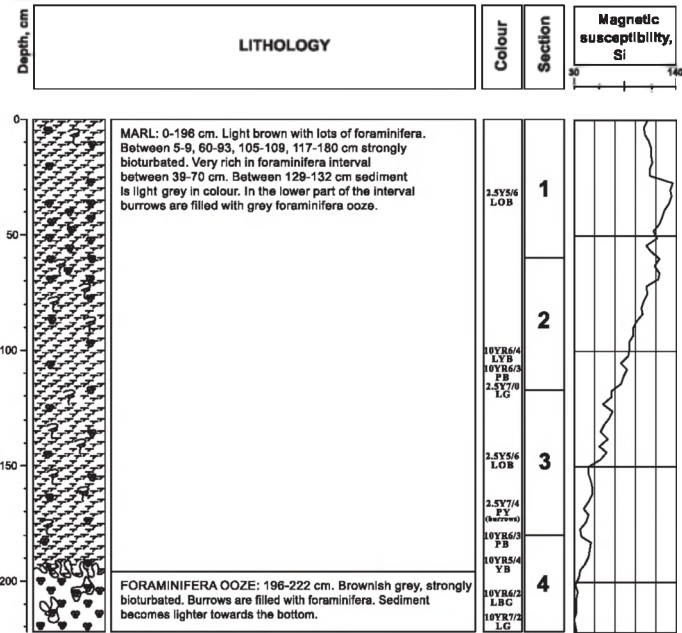 Depth, cm
LITHOLOGY
Colour
Section
Magnetic
susceptibility,
Si
30 140
0
50
100
150
200
MARL: 0-196 cm. Light brown with lots of foraminifera.
Between 5-9, 60-93, 105-109, 117-180 cm strongly
bioturbated. Very rich in foraminifera interval
between 39-70 cm. Between 129-132 cm sediment
is light grey in colour. In the lower part of the interval
burrows are filled with grey foraminifera ooze.
FORAMINIFERA OOZE: 196-222 cm. Brownish grey, strongly
bioturbated. Burrows are filled with foraminifera. Sediment
becomes lighter towards the bottom.
2.5Y5/6
LOB
10YR6/4
LYB
10YR6/3
PB
2.5Y7/0
LG
2.5Y5/6
LOB
2.5Y7/4
PY
(burrows)
10YR6/3
PB
10YR5/4
YB
10YR6/2
LBG
10YR7/2
LG
1
2
3
4